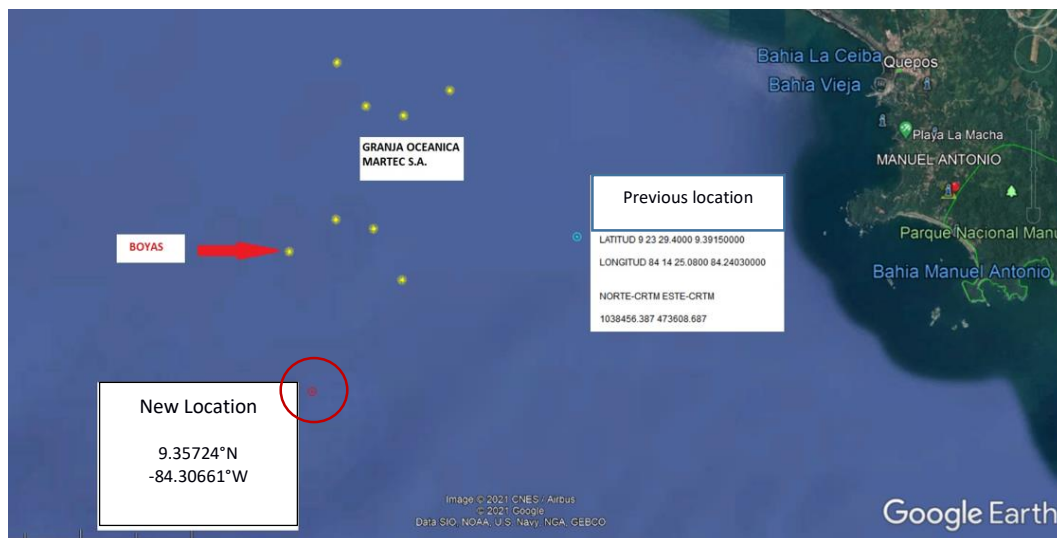 Bahia La Ceiba
Quepos
Bahia Vieja
Playa La Macha
MANUEL ANTONIO
GRANJA OCEANICA
MARTEC S.A.
Previous location
LATITUD 9 23 29.4000 9.39150000
LONGITUD 84 14 25.0800 84.24030000
NORTE-CRTM ESTE-CRTM
1038456.387 473608.687
Parque Nacional Manu
Bahia Manuel Antonio
BOYAS
New Location
9.35724°N
-84.30661°W
Image © 2021 CNES / Airbus
© 2021 Google
Data SIO, NOAA, U.S. Navy, NGA, GEBCO
Google Earth